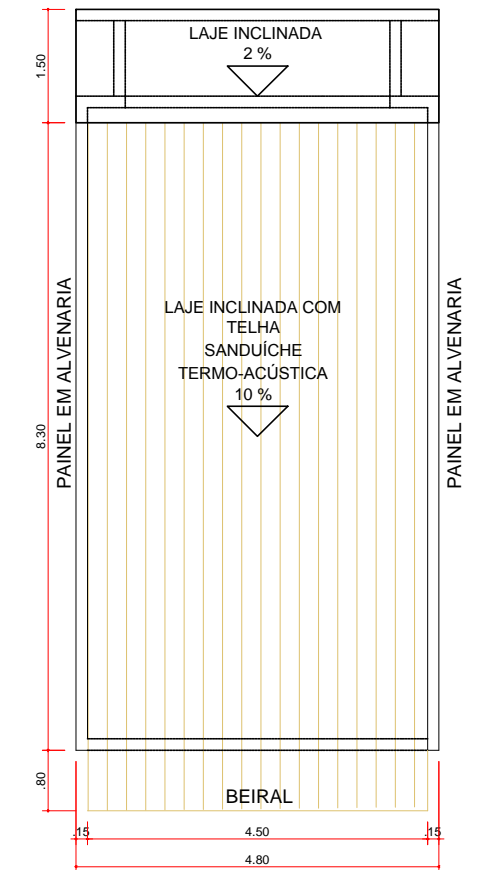 LAJE INCLINADA
2 %
1.50
LAJE INCLINADA COM
TELHA
SANDUÍCHE
TERMO-ACÚSTICA
10 %
PAINEL EM ALVENARIA
PAINEL EM ALVENARIA
8.30
.80
BEIRAL
.15
4.50
.15
4.80